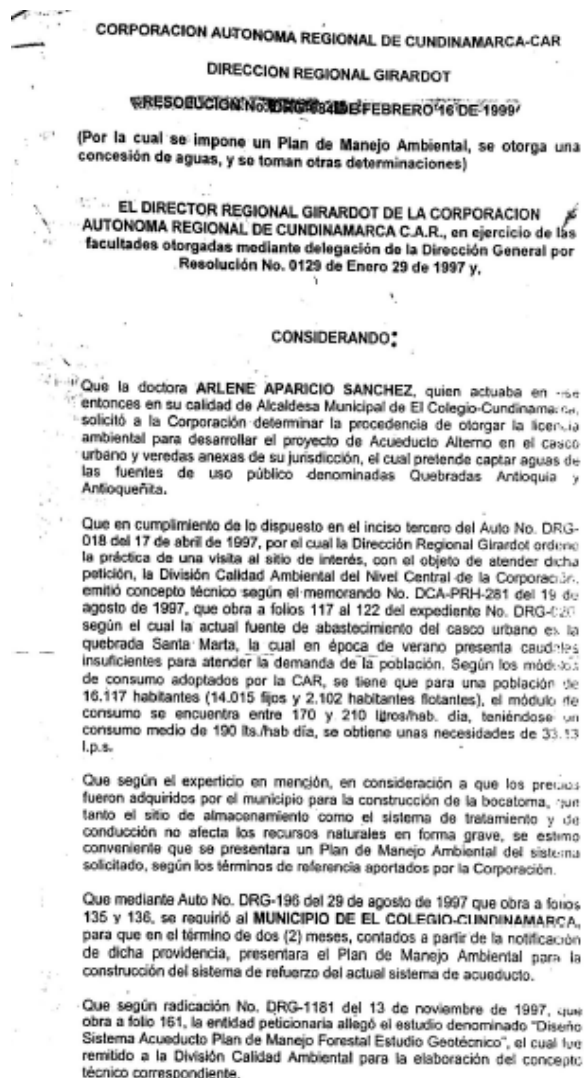 CORPORACION AUTONOMA REGIONAL DE CUNDINAMARCA-CAR
DIRECCION REGIONAL GIRARDOT
RESOLUCION No. DE FEBRERO 16 DE 1999
(Por la cual se impone un Plan de Manejo Ambiental, se otorga una
concesión de aguas, y se toman otras determinaciones)
EL DIRECTOR REGIONAL GIRARDOT DE LA CORPORACION
AUTONOMA REGIONAL DE CUNDINAMARCA C.A.R., en ejercicio de las
facultades otorgadas mediante delegación de la Dirección General por
Resolución No. 0129 de Enero 29 de 1997 y,
CONSIDERANDO:
Que la doctora ARLENE APARICIO SANCHEZ, quien actuaba en ese
entonces en su calidad de Alcaldesa Municipal de El Colegio-Cundinamarca,
solicitó a la Corporación determinar la procedencia de otorgar la licencia
ambiental para desarrollar el proyecto de Acueducto Alterno en el casco
urbano y veredas anexas de su jurisdicción, el cual pretende captar aguas de
las fuentes de uso público denominadas Quebradas Antioquia y
Antioqueñita.
Que en cumplimiento de lo dispuesto en el inciso tercero del Auto No. DRG-
018 del 17 de abril de 1997, por el cual la Dirección Regional Girardot ordeno
la práctica de una visita al sitio de interés, con el objeto de atender dicha
petición, la División Calidad Ambiental del Nivel Central de la Corporación,
emitió concepto técnico según el memorando No. DCA-PRH-281 del 19 de
agosto de 1997, que obra a folios 117 al 122 del expediente No.
según el cual la actual fuente de abastecimiento del casco urbano es la
quebrada Santa Marta, la cual en época de verano presenta caudales
insuficientes para atender la demanda de la población. Según los módulos
de consumo adoptados por la CAR, se tiene que para una población de
16.117 habitantes (14.015 fijos y 2.102 habitantes flotantes), el módulo de
consumo se encuentra entre 170 y 210 litros/hab. día, teniéndose un
consumo medio de 190 lts./hab día, se obtiene unas necesidades de 33.13
l.p.s.
Que según el experticio en mención, en consideración a que los predios
fueron adquiridos por el municipio para la construcción de la bocatoma, que
tanto el sitio de almacenamiento como el sistema de tratamiento y de
conducción no afecta los recursos naturales en forma grave, se estimo
conveniente que se presentara un Plan de Manejo Ambiental del sistema
solicitado, según los términos de referencia aportados por la Corporación.
Que mediante Auto No. DRG-196 del 29 de agosto de 1997 que obra a folios
135 y 136, se requirió al MUNICIPIO DE EL COLEGIO-CUNDINAMARCA,
para que en el término de dos (2) meses, contados a partir de la notificación
de dicha providencia, presentara el Plan de Manejo Ambiental para la
construcción del sistema de refuerzo del actual sistema de acueducto.
Que según radicación No. DRG-1181 del 13 de noviembre de 1997, que
obra a folio 161, la entidad peticionaria allegó el estudio denominado "Diseño
Sistema Acueducto Plan de Manejo Forestal Estudio Geotécnico", el cual fue
remitido a la División Calidad Ambiental para la elaboración del concepto
técnico correspondiente.